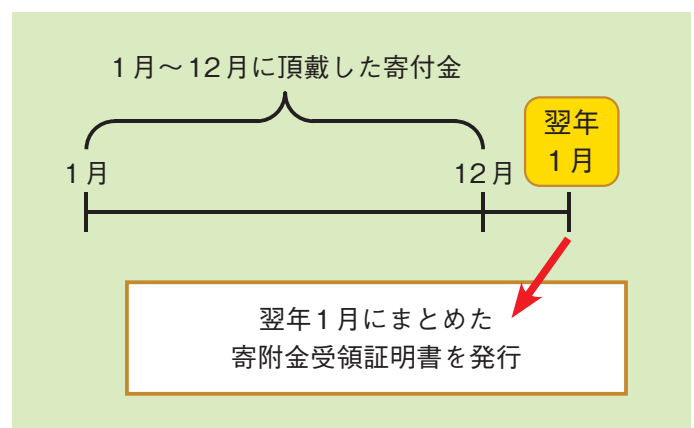 1月～12月に頂戴した寄付金
1月
12月
翌年
1月
翌年1月にまとめた
寄附金受領証明書を発行